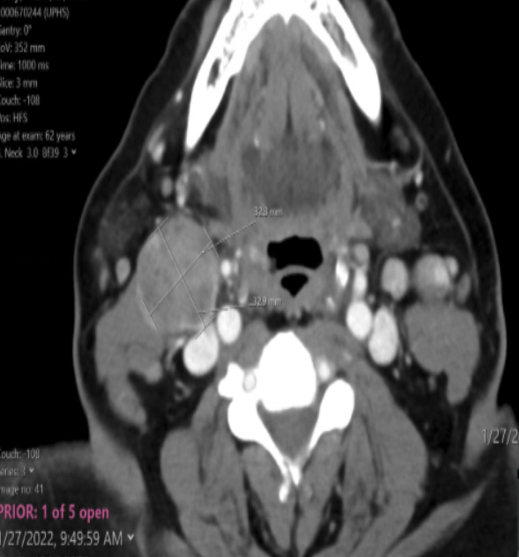 000670244 (UPHS)
Gantry: 0°
FoV: 352 mm
Time: 1000 ms
Slice: 3 mm
Couch: -108
Pos: HFS
Age at exam: 62 years
Neck 3.0 Bf39 3
32.8 mm
32.9 mm
1/27/2
Couch: -108
Series: 3
Image no: 41
PRIOR: 1 of 5 open
1/27/2022, 9:49:59 AM